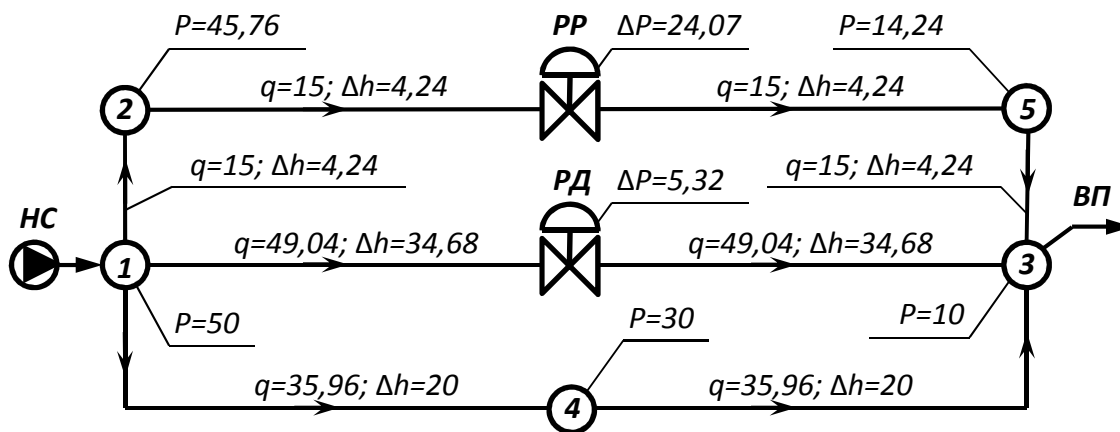 P=45,76
РР
ΔP=24,07
P=14,24
q=15; Δh=4,24
q=15; Δh=4,24
2
5
q=15; Δh=4,24
РД
ΔP=5,32
q=15; Δh=4,24
ВП
НС
q=49,04; Δh=34,68
q=49,04; Δh=34,68
1
3
P=50
P=30
P=10
q=35,96; Δh=20
q=35,96; Δh=20
4